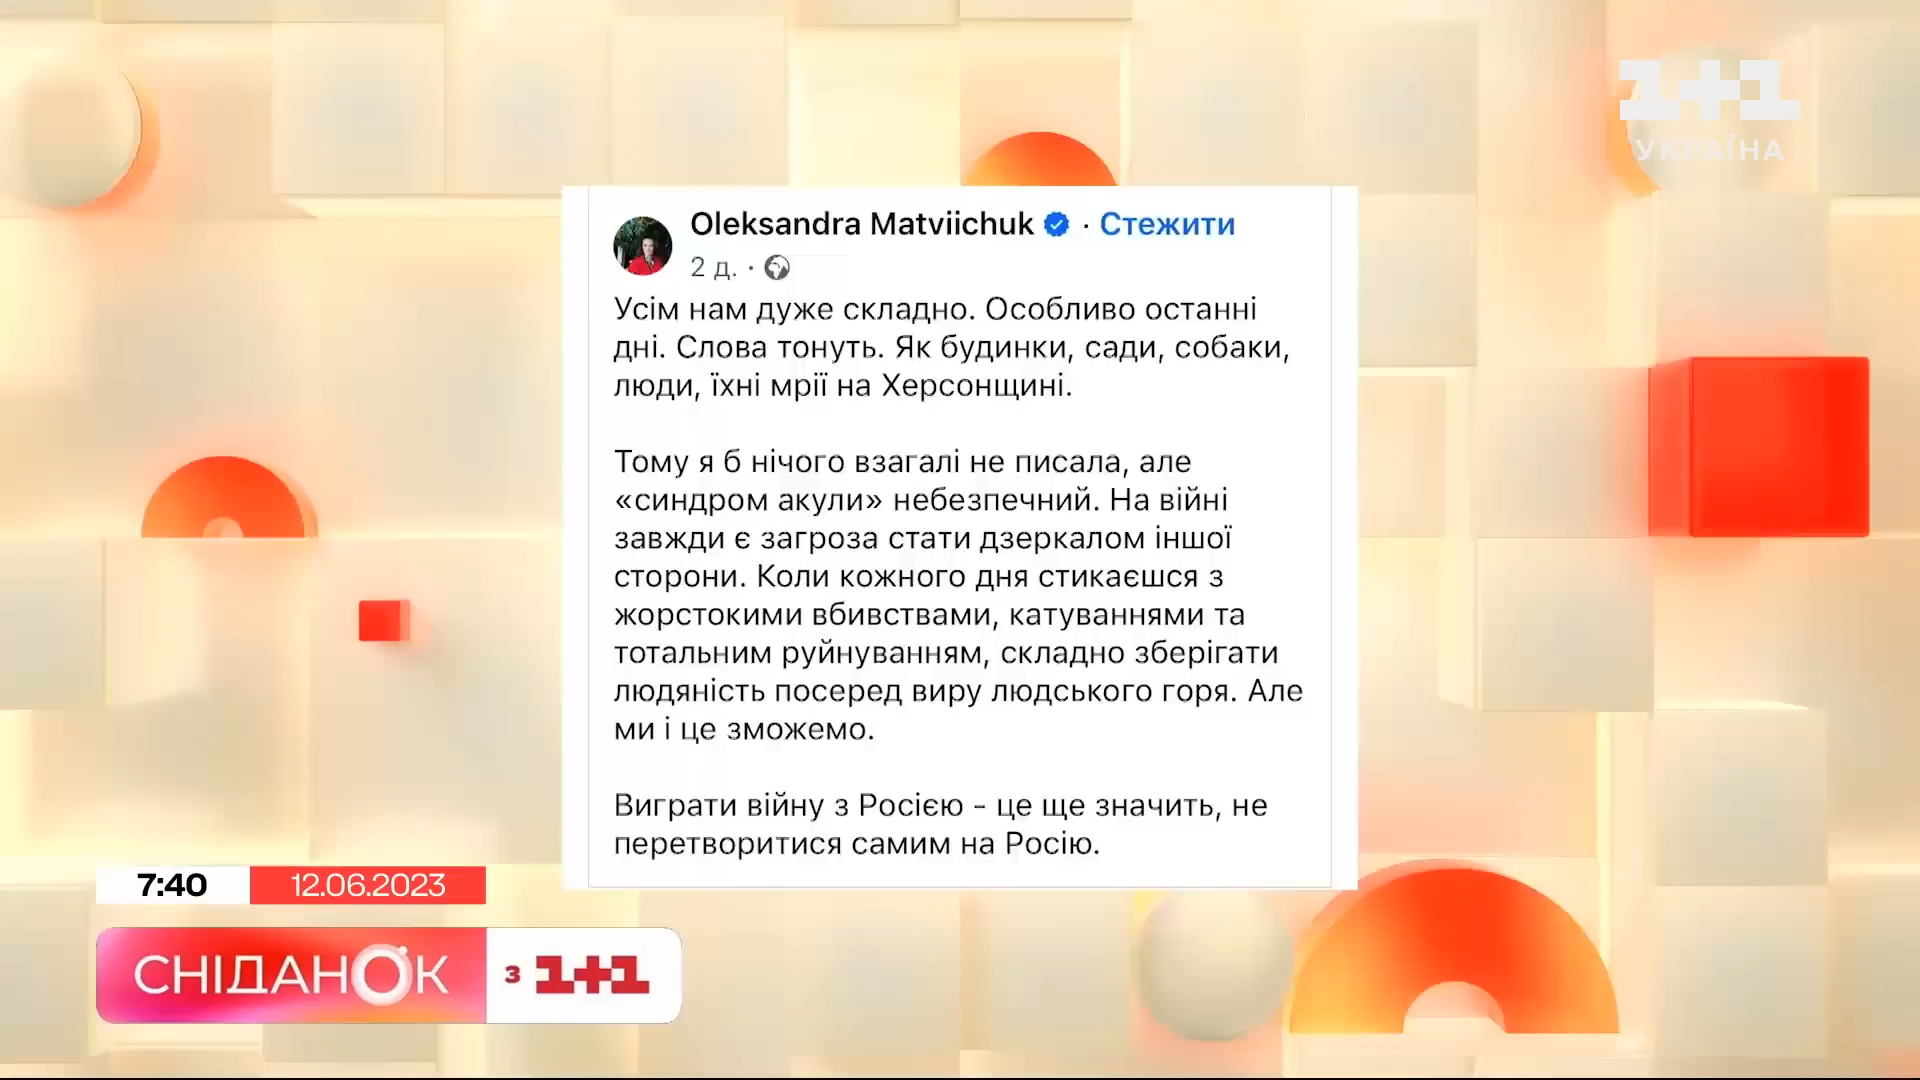 1+1
УКРАЇНА
Oleksandra Matviichuk · Стежити
2 д. ·
Усім нам дуже складно. Особливо останні
дні. Слова тонуть. Як будинки, сади, собаки,
люди, їхні мрії на Херсонщині.
Тому я б нічого взагалі не писала, але
«синдром акули» небезпечний. На війні
завжди є загроза стати дзеркалом іншої
сторони. Коли кожного дня стикаєшся з
жорстокими вбивствами, катуваннями та
тотальним руйнуванням, складно зберігати
людяність посеред виру людського горя. Але
ми і це зможемо.
Виграти війну з Росією - це ще значить, не
перетворитися самим на Росію.
7:40 12.06.2023
СНІДАНОК з 1+1